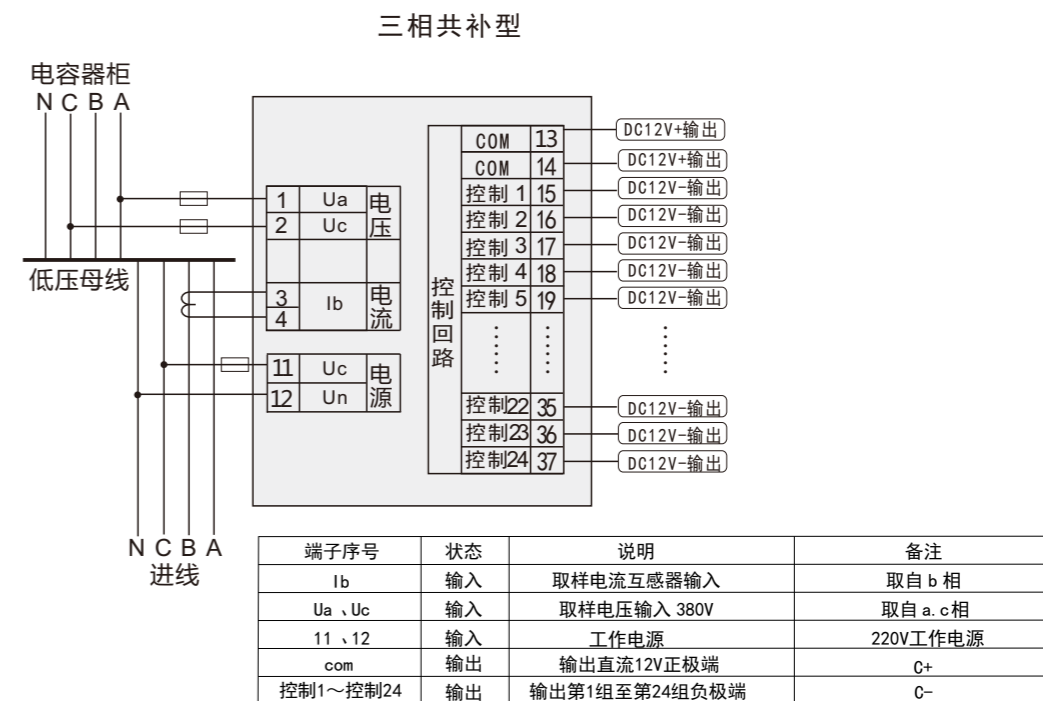 三相共补型
电容器柜
N C B A
低压母线
1 Ua 电压
2 Uc
3 Ib 电流
4
11 Uc 电源
12 Un
N C B A
进线
控制回路
COM 13 DC12V+输出
COM 14 DC12V+输出
控制 1 15 DC12V-输出
控制 2 16 DC12V-输出
控制 3 17 DC12V-输出
控制 4 18 DC12V-输出
控制 5 19 DC12V-输出
控制22 35 DC12V-输出
控制23 36 DC12V-输出
控制24 37 DC12V-输出
端子序号 状态 说明 备注
Ib 输入 取样电流互感器输入 取自 b 相
Ua 、Uc 输入 取样电压输入 380V 取自 a.c相
11 、12 输入 工作电源 220V工作电源
com 输出 输出直流12V正极端 C+
控制1～控制24 输出 输出第1组至第24组负极端 C-